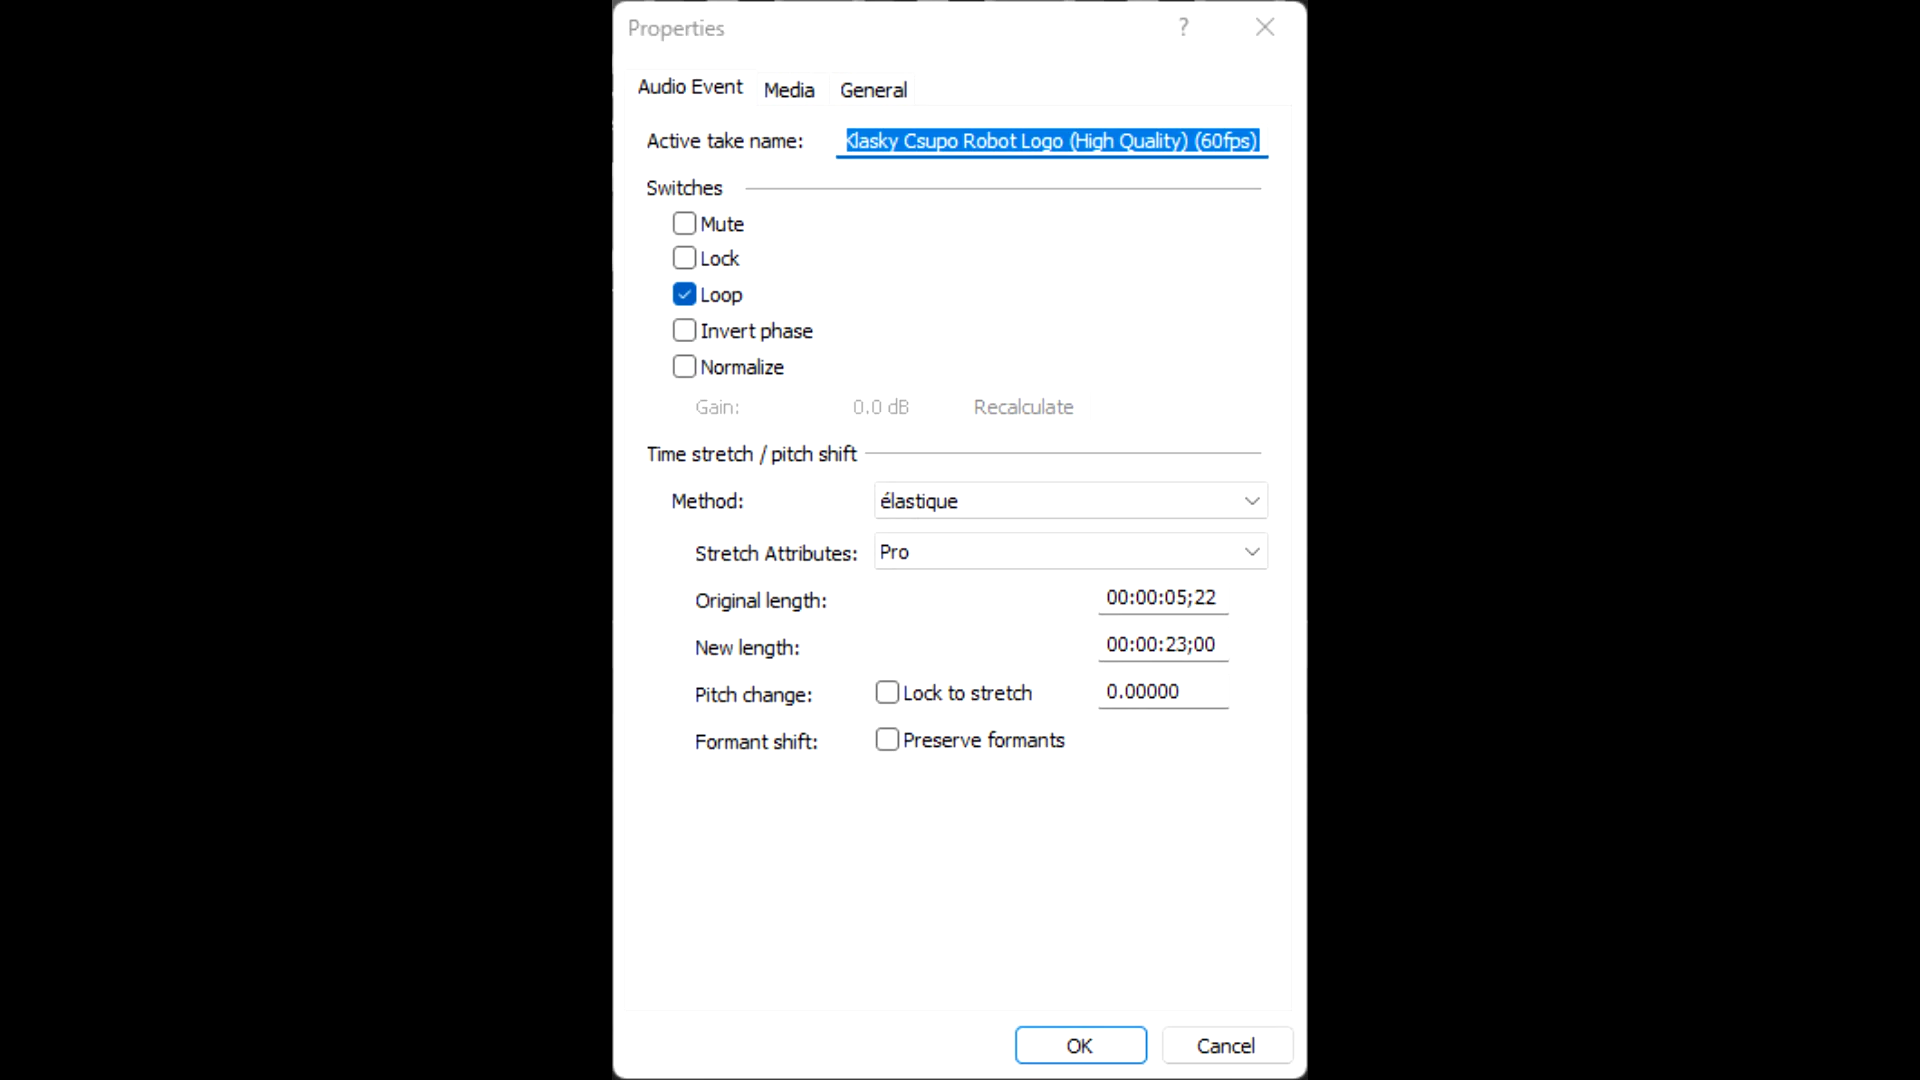 Properties ?
Audio Event Media General
Active take name: Klasky Csupo Robot Logo (High Quality) (60fps)
Switches
Mute
Lock
Loop
Invert phase
Normalize
Gain: 0.0 dB Recalculate
Time stretch / pitch shift
Method: élastique
Stretch Attributes: Pro
Original length: 00:00:05;22
New length: 00:00:23;00
Pitch change: Lock to stretch 0.00000
Formant shift: Preserve formants
OK Cancel